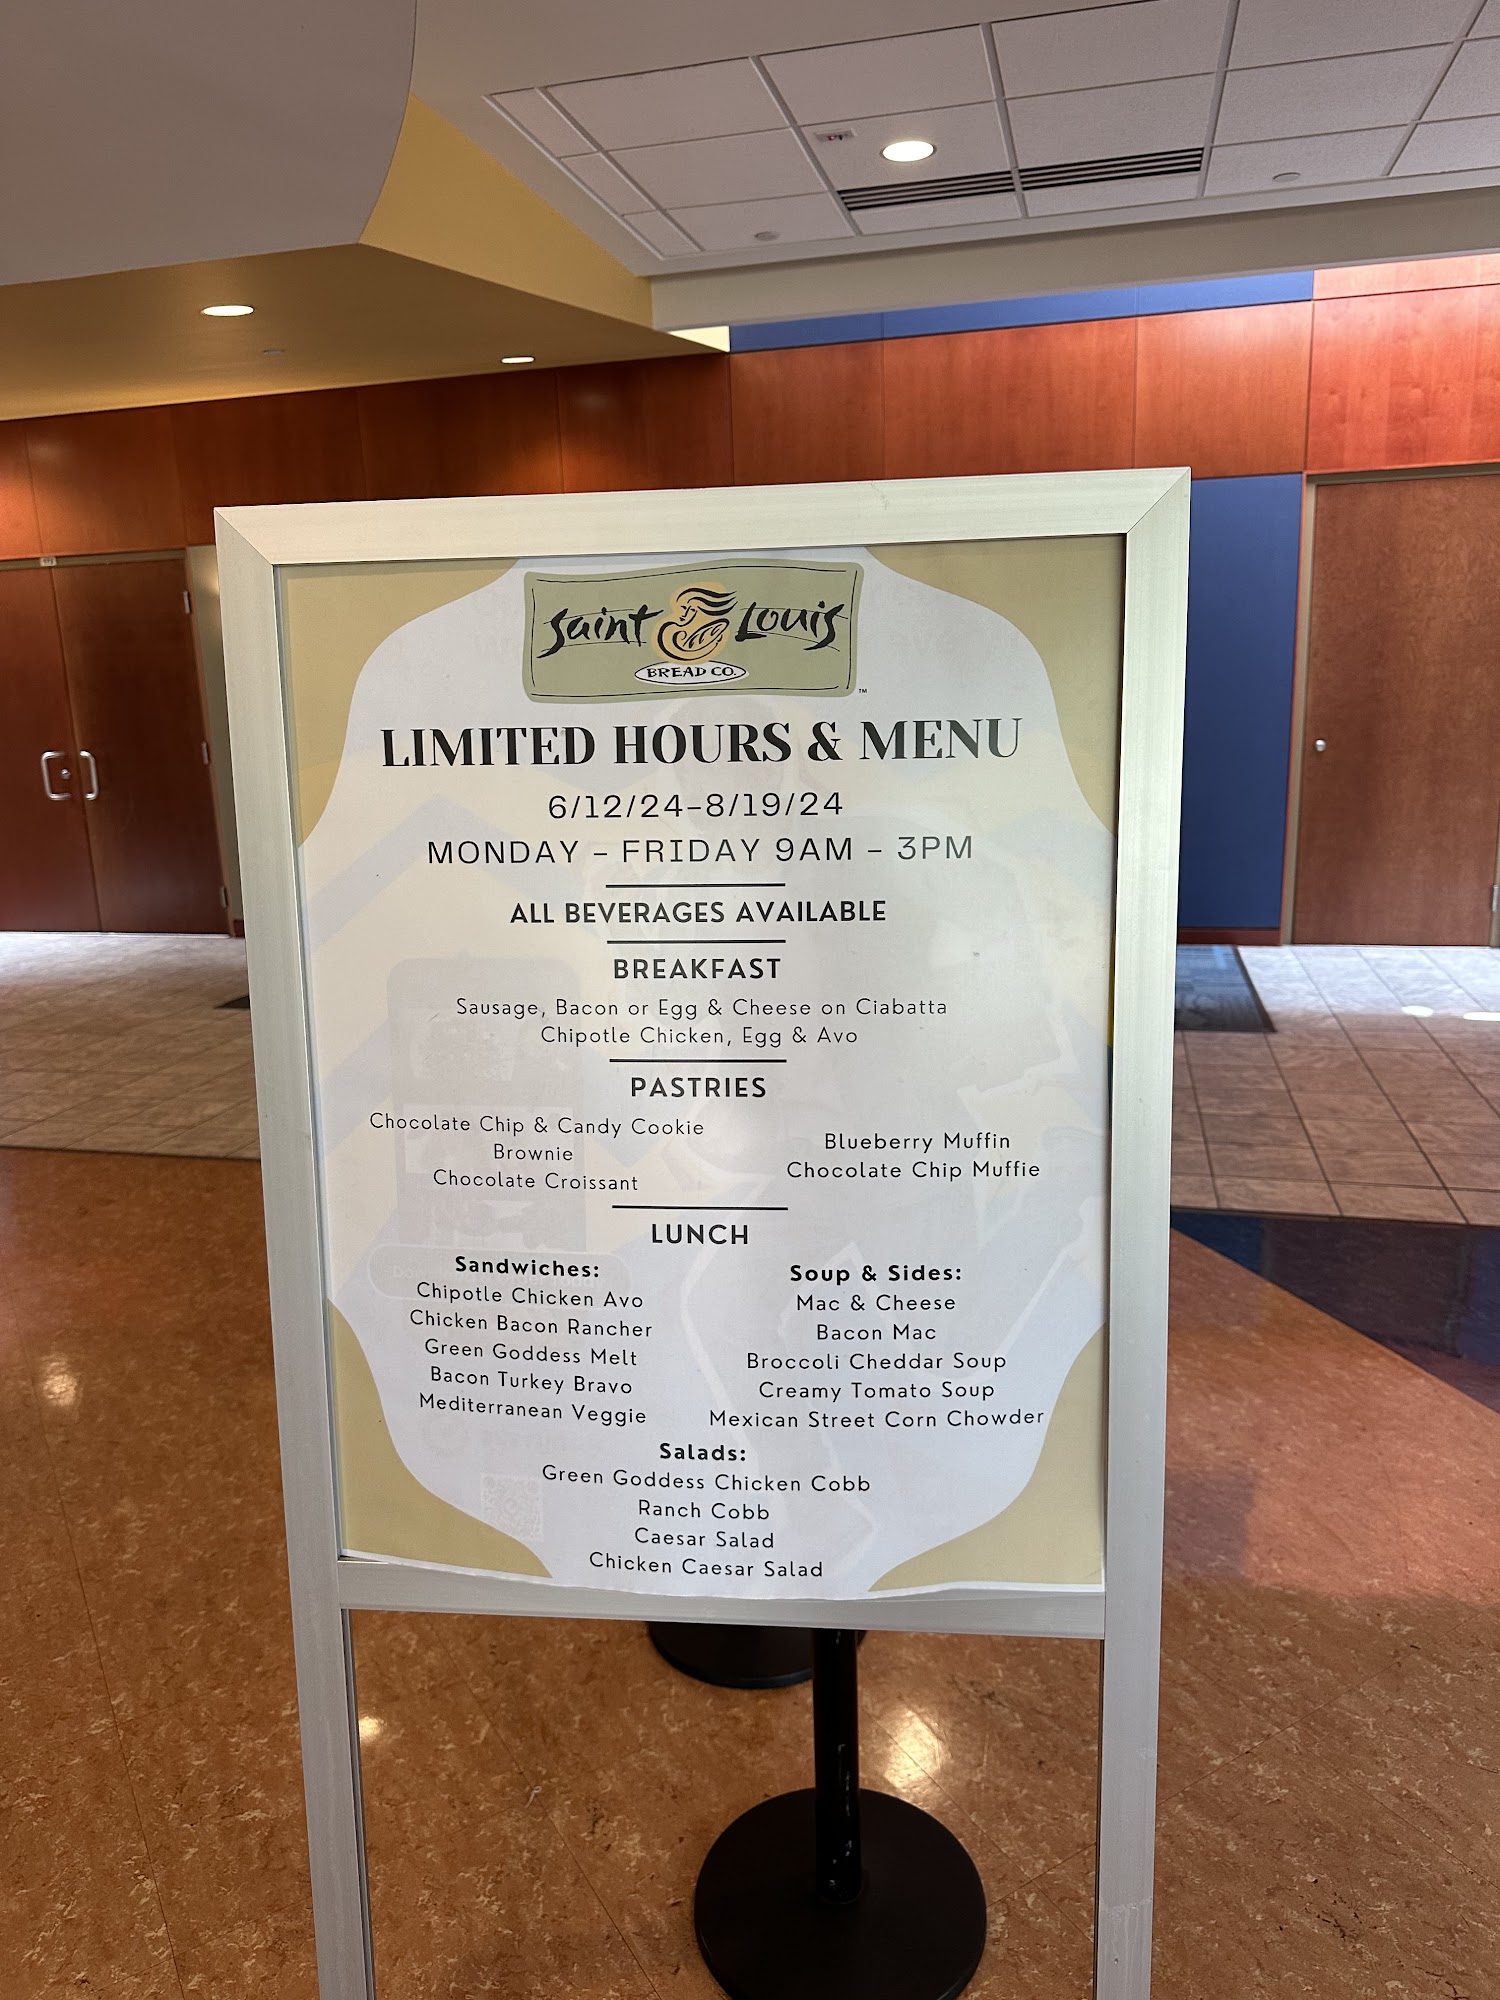 Saint Louis
BREAD CO.
™
LIMITED HOURS & MENU
6/12/24-8/19/24
MONDAY - FRIDAY 9AM - 3PM
ALL BEVERAGES AVAILABLE
BREAKFAST
Sausage, Bacon or Egg & Cheese on Ciabatta
Chipotle Chicken, Egg & Avo
PASTRIES
Chocolate Chip & Candy Cookie
Brownie
Chocolate Croissant
Blueberry Muffin
Chocolate Chip Muffie
LUNCH
Sandwiches:
Chipotle Chicken Avo
Chicken Bacon Rancher
Green Goddess Melt
Bacon Turkey Bravo
Mediterranean Veggie
Soup & Sides:
Mac & Cheese
Bacon Mac
Broccoli Cheddar Soup
Creamy Tomato Soup
Mexican Street Corn Chowder
Salads:
Green Goddess Chicken Cobb
Ranch Cobb
Caesar Salad
Chicken Caesar Salad